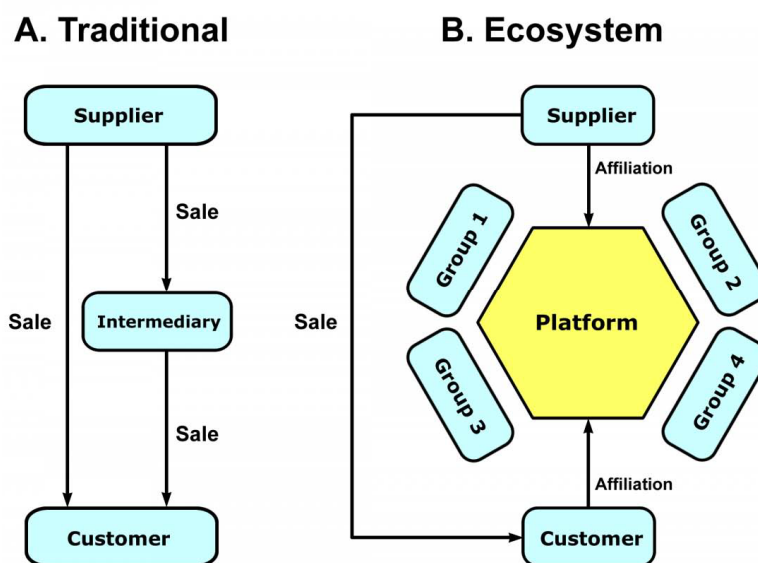 A. Traditional
Supplier
Sale
Sale
Intermediary
Sale
Customer
B. Ecosystem
Supplier
Affiliation
Group 1
Group 2
Sale
Platform
Group 3
Group 4
Affiliation
Customer